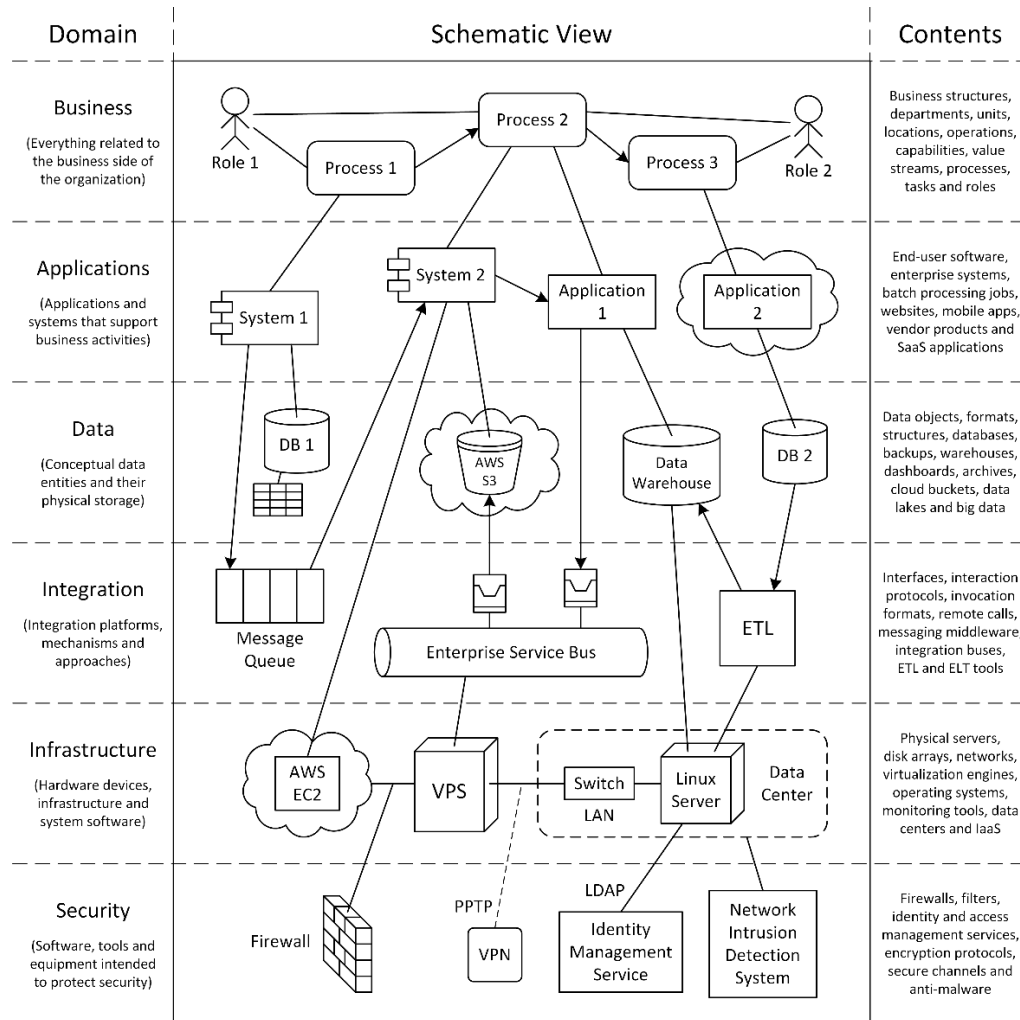 Domain
Schematic View
Contents
Business
(Everything related to
the business side of
the organization)
Role 1
Process 1
Process 2
Process 3
Role 2
Business structures,
departments, units,
locations, operations,
capabilities, value
streams, processes,
tasks and roles
Applications
(Applications and
systems that support
business activities)
System 1
System 2
Application
1
Application
2
End-user software,
enterprise systems,
batch processing jobs,
websites, mobile apps,
vendor products and
SaaS applications
Data
(Conceptual data
entities and their
physical storage)
DB 1
AWS
S3
Data
Warehouse
DB 2
Data objects, formats,
structures, databases,
backups, warehouses,
dashboards, archives,
cloud buckets, data
lakes and big data
Integration
(Integration platforms,
mechanisms and
approaches)
Message
Queue
Enterprise Service Bus
ETL
Interfaces, interaction
protocols, invocation
formats, remote calls,
messaging middleware,
integration buses,
ETL and ELT tools
Infrastructure
(Hardware devices,
infrastructure and
system software)
AWS
EC2
VPS
Switch
LAN
Linux
Server
Data
Center
Physical servers,
disk arrays, networks,
virtualization engines,
operating systems,
monitoring tools, data
centers and IaaS
Security
(Software, tools and
equipment intended
to protect security)
Firewall
PPTP
VPN
LDAP
Identity
Management
Service
Network
Intrusion
Detection
System
Firewalls, filters,
identity and access
management services,
encryption protocols,
secure channels and
anti-malware